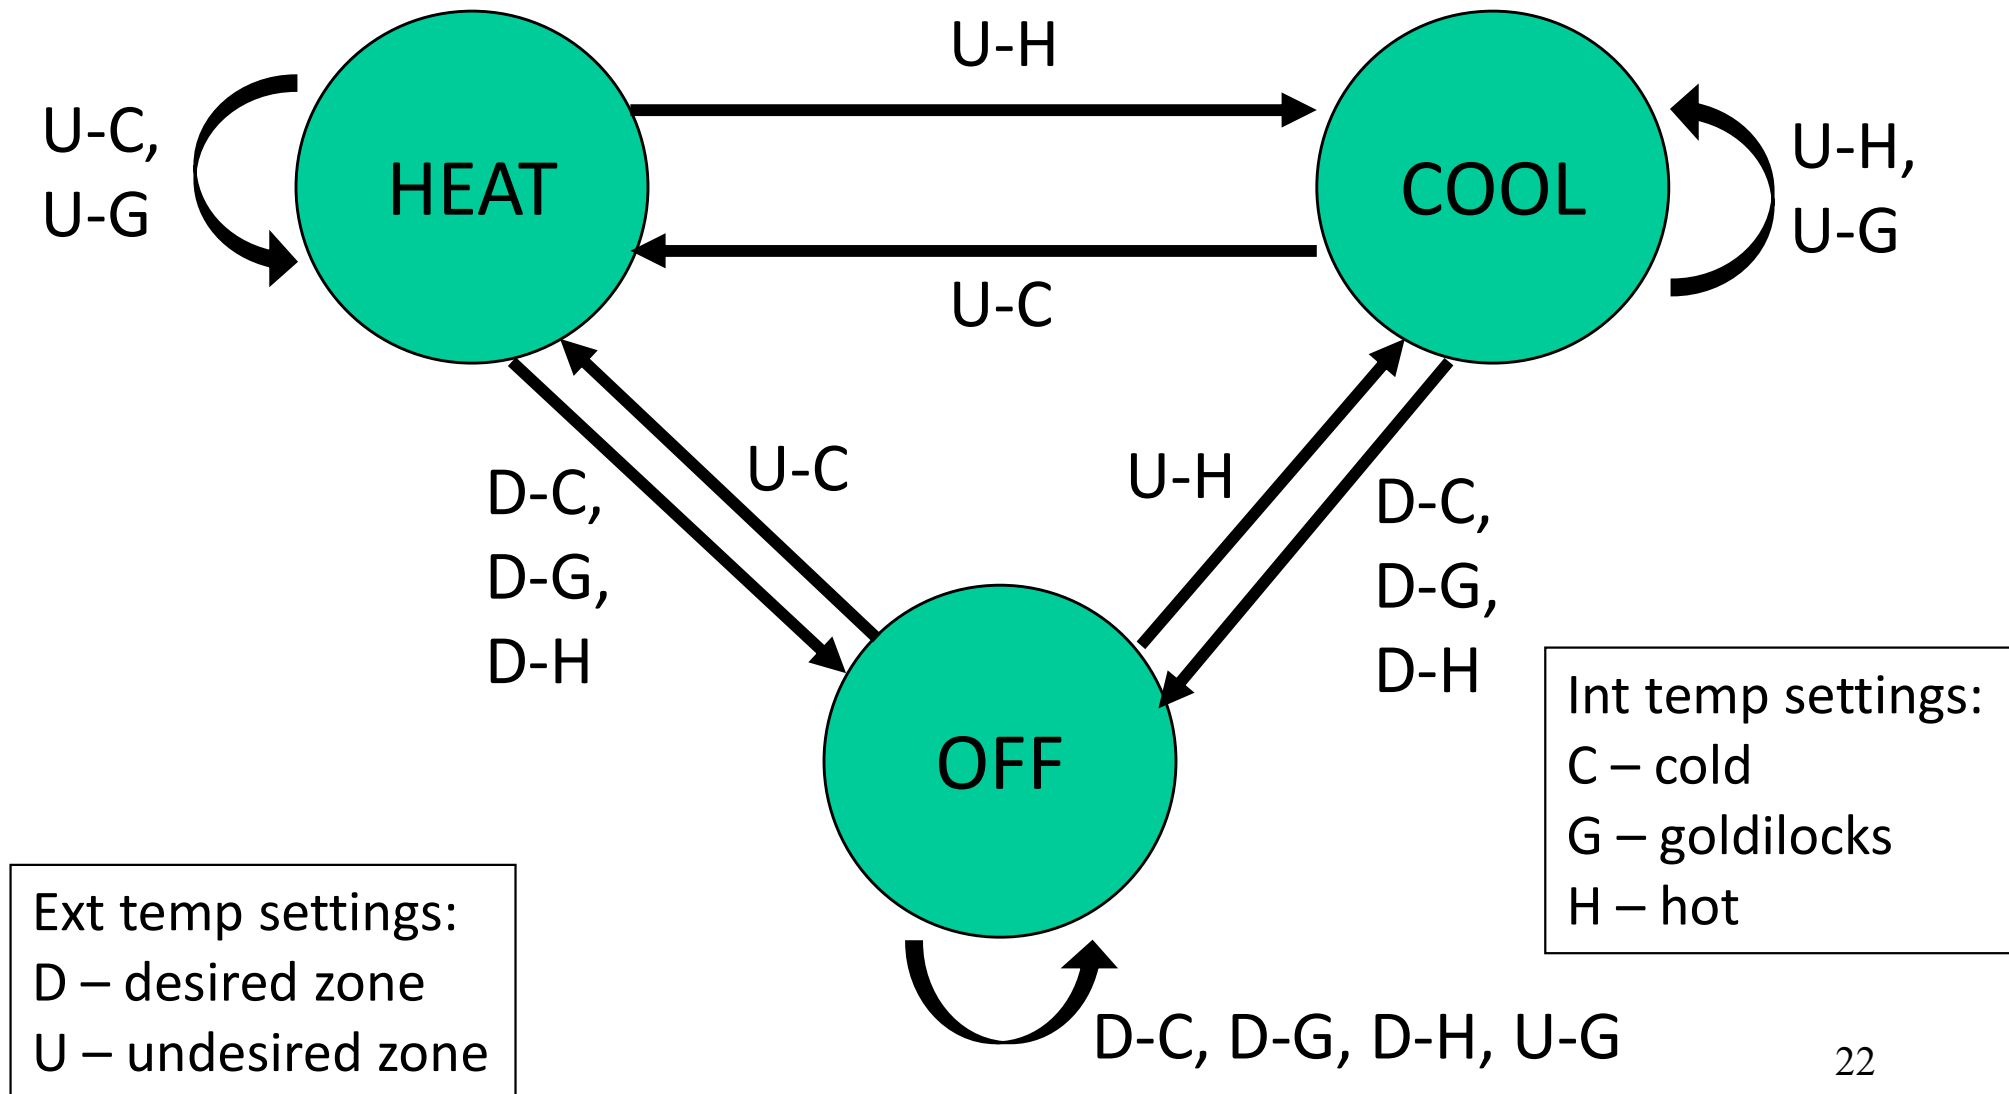 U-H
U-C,
U-G
HEAT
COOL
U-H,
U-G
U-C
D-C,
D-G,
D-H
U-C
U-H
D-C,
D-G,
D-H
OFF
Int temp settings:
C – cold
G – goldilocks
H – hot
Ext temp settings:
D – desired zone
U – undesired zone
D-C, D-G, D-H, U-G
22